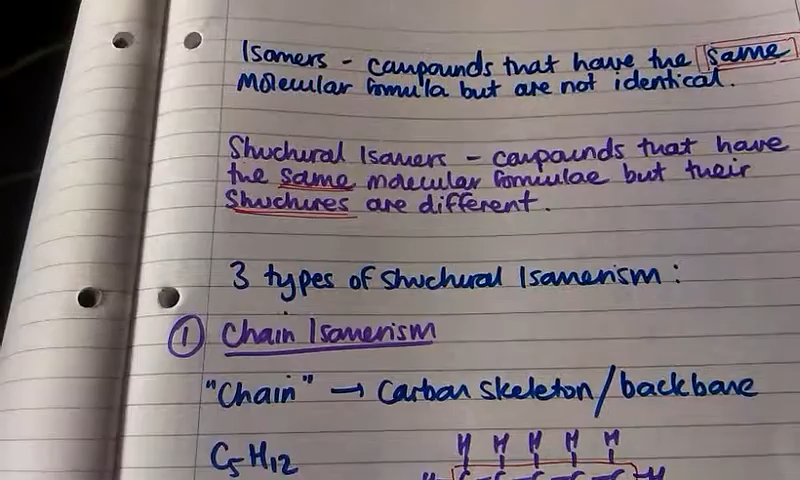 Isomers - compounds that have the same
molecular formula but are not identical.
Structural Isomers - compounds that have
the same molecular formulae but their
structures are different.
3 types of structural Isomerism:
1 Chain Isomerism
"Chain" → Carbon skeleton/backbone
H H H H H
C5H12
H C C C C C H